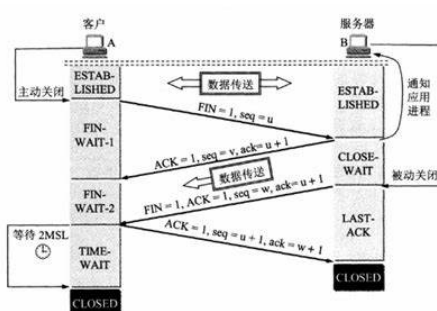 客户
服务器
A
B
ESTAB-
LISHED
数据传送
ESTAB-
LISHED
通知
应用
进程
主动关闭
FIN = 1, seq = u
FIN-
WAIT-1
ACK = 1, seq = v, ack = u + 1
CLOSE-
WAIT
数据传送
被动关闭
FIN-
WAIT-2
FIN = 1, ACK = 1, seq = w, ack = u + 1
LAST-
ACK
等待 2MSL
ACK = 1, seq = u + 1, ack = w + 1
TIME-
WAIT
CLOSED
CLOSED